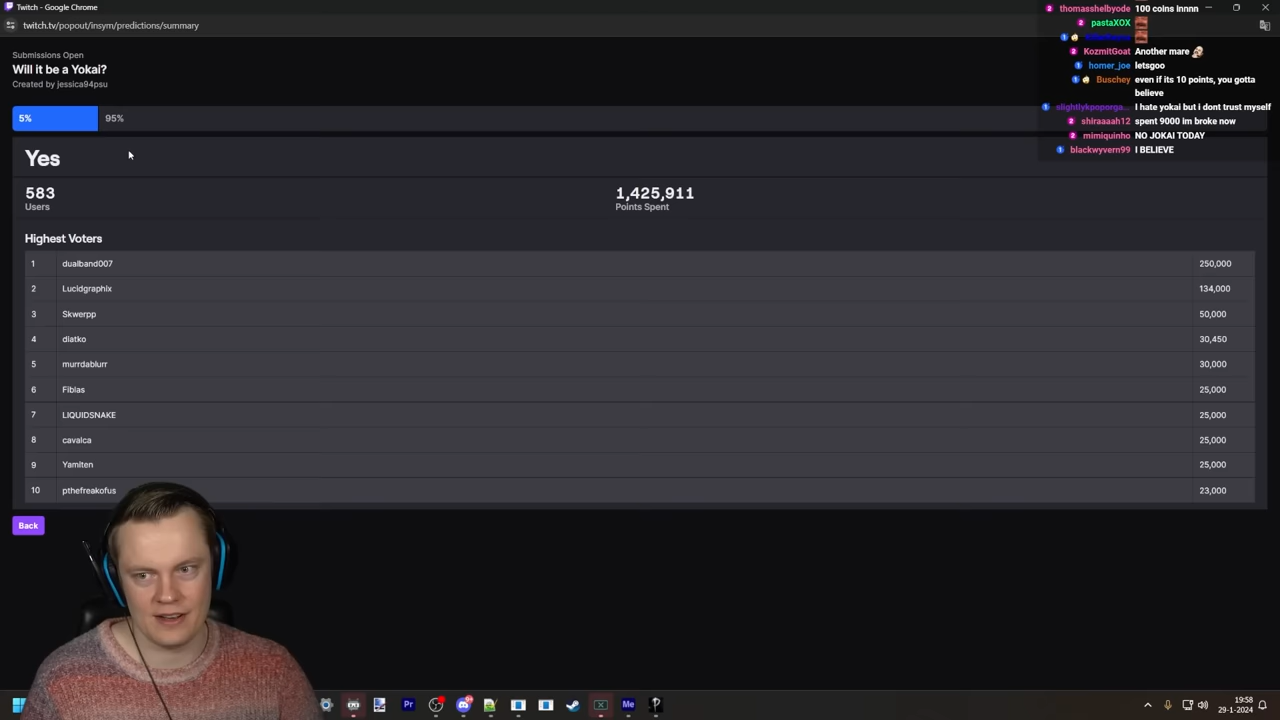 Twitch - Google Chrome
twitch.tv/popout/insym/predictions/summary
Submissions Open
Will it be a Yokai?
Created by jessica94psu
5% 95%
Yes
583
Users
1,425,911
Points Spent
Highest Voters
1 dualband007 250,000
2 Lucidgraphix 134,000
3 Skwerpp 50,000
4 dlatko 30,450
5 murrdablurr 30,000
6 Fiblas 25,000
7 LIQUIDSNAKE 25,000
8 cavalca 25,000
9 Yamlten 25,000
10 pthefreakofus 23,000
Back
thomasshelbyode 100 coins innnn
pastaXOX
KozmitGoat Another mare
homer_joe letsgoo
Buschey even if its 10 points, you gotta
believe
slightlykpoporga... I hate yokai but i dont trust myself
shiraaaah12 spent 9000 im broke now
mimiquinho NO JOKAI TODAY
blackwyvern99 I BELIEVE
Pr
Me
19:58
29-1-2024